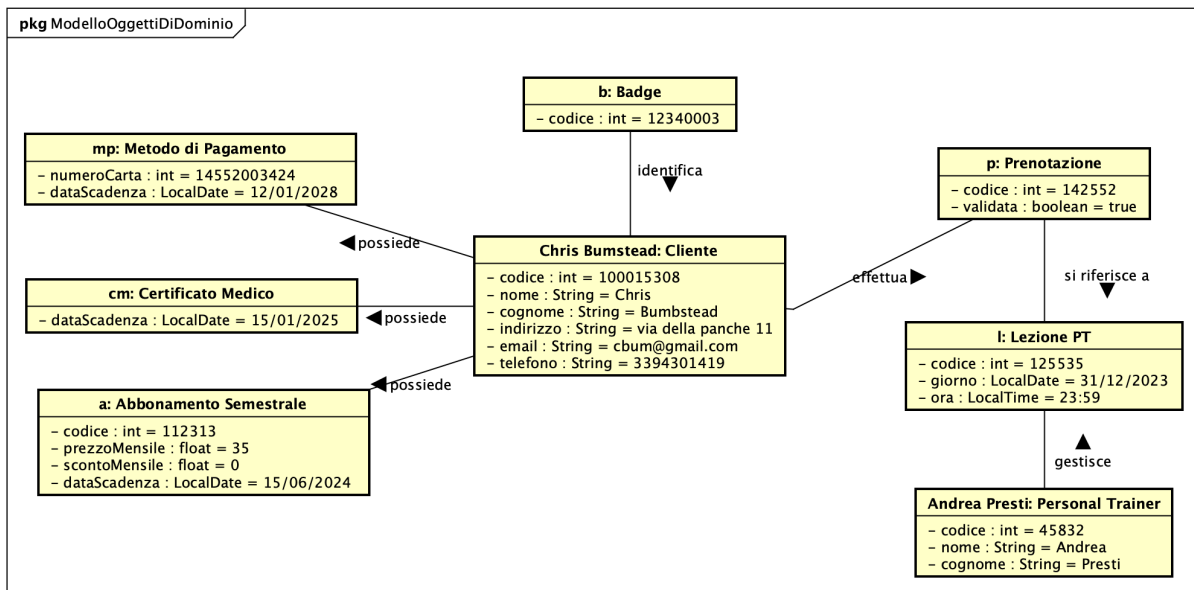 pkg ModelloOggettiDiDominio
b: Badge
– codice : int = 12340003
identifica
mp: Metodo di Pagamento
– numeroCarta : int = 14552003424
– dataScadenza : LocalDate = 12/01/2028
possiede
cm: Certificato Medico
– dataScadenza : LocalDate = 15/01/2025
possiede
a: Abbonamento Semestrale
– codice : int = 112313
– prezzoMensile : float = 35
– scontoMensile : float = 0
– dataScadenza : LocalDate = 15/06/2024
possiede
Chris Bumstead: Cliente
– codice : int = 100015308
– nome : String = Chris
– cognome : String = Bumbstead
– indirizzo : String = via della panche 11
– email : String = cbum@gmail.com
– telefono : String = 3394301419
effettua
p: Prenotazione
– codice : int = 142552
– validata : boolean = true
si riferisce a
l: Lezione PT
– codice : int = 125535
– giorno : LocalDate = 31/12/2023
– ora : LocalTime = 23:59
gestisce
Andrea Presti: Personal Trainer
– codice : int = 45832
– nome : String = Andrea
– cognome : String = Presti